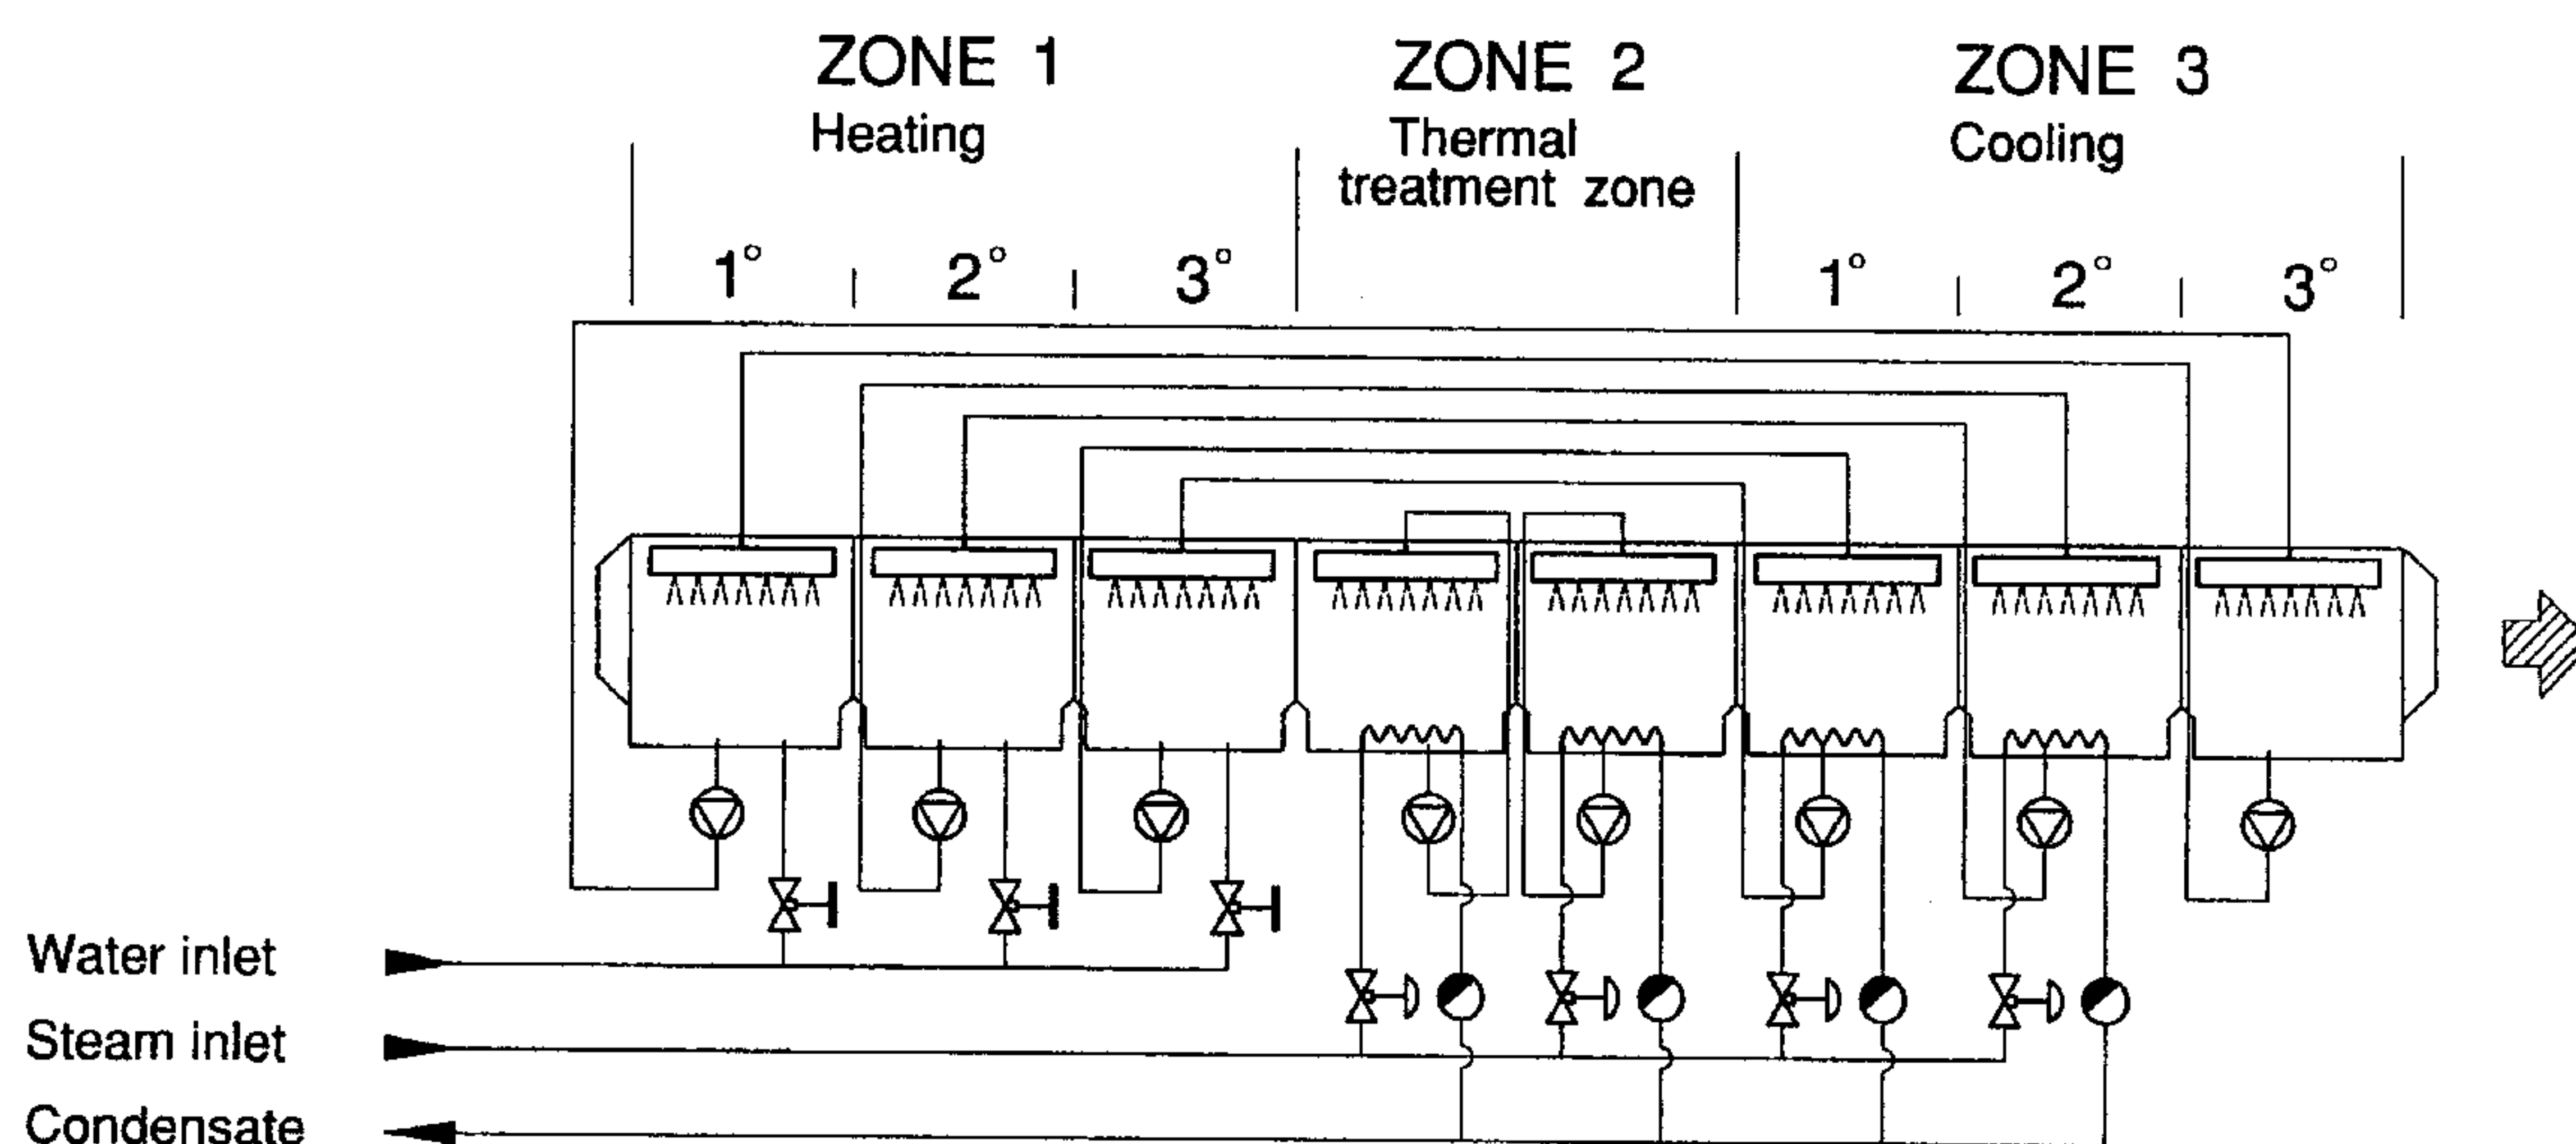 ZONE 1
Heating
ZONE 2
Thermal
treatment zone
ZONE 3
Cooling
1° 2° 3° 1° 2° 3°
Water inlet
Steam inlet
Condensate